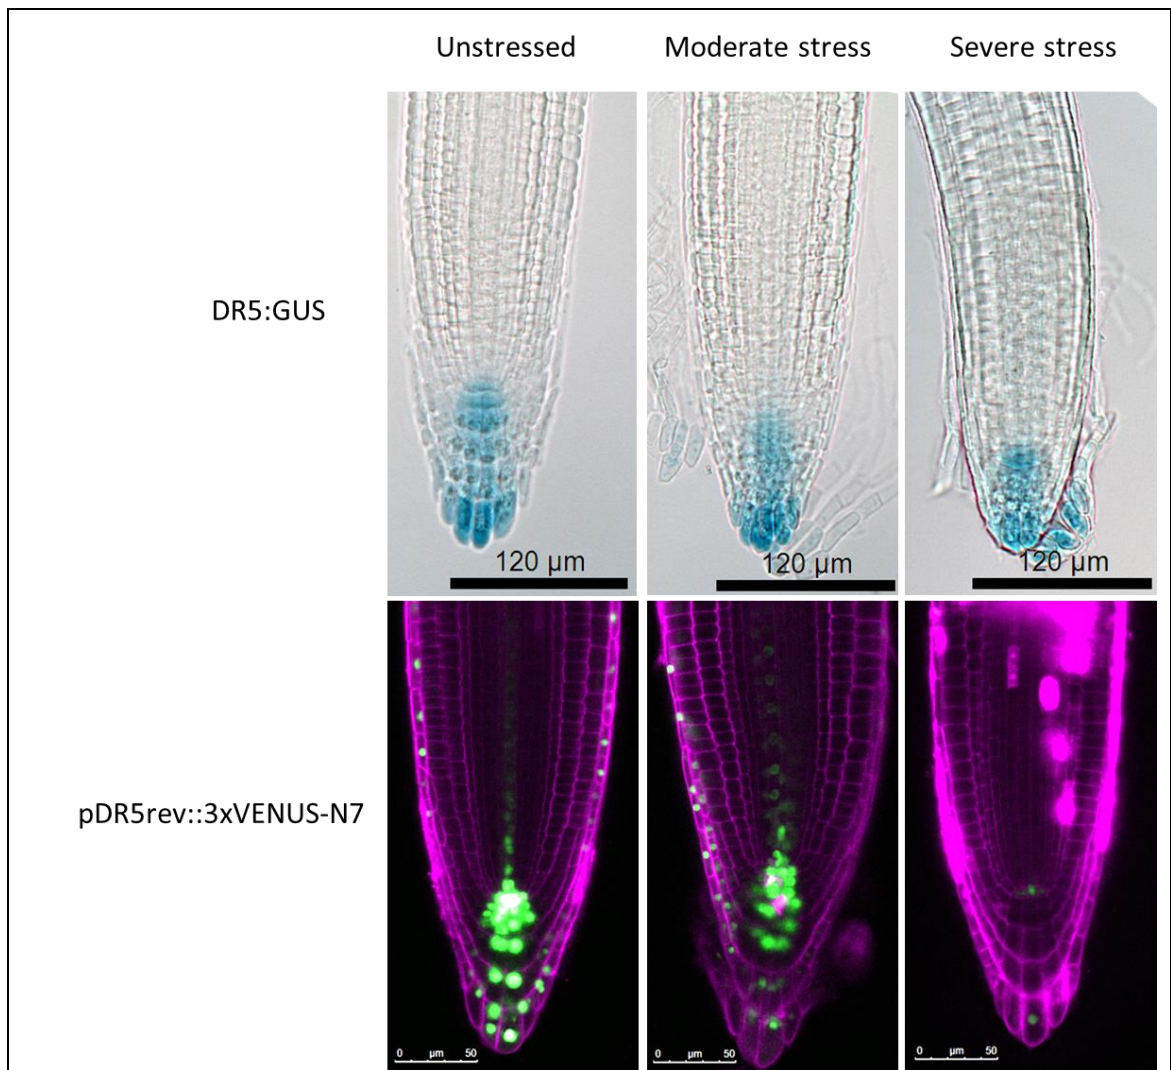 Unstressed Moderate stress Severe stress
DR5:GUS
120 µm 120 µm 120 µm
pDR5rev::3xVENUS-N7
0 µm 50 0 µm 50 0 µm 50